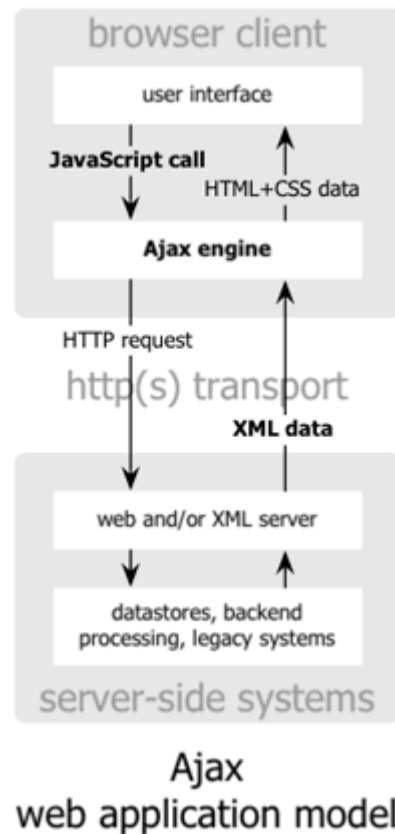 browser client
user interface
JavaScript call
HTML+CSS data
Ajax engine
HTTP request
http(s) transport
XML data
web and/or XML server
datastores, backend
processing, legacy systems
server-side systems
Ajax
web application model